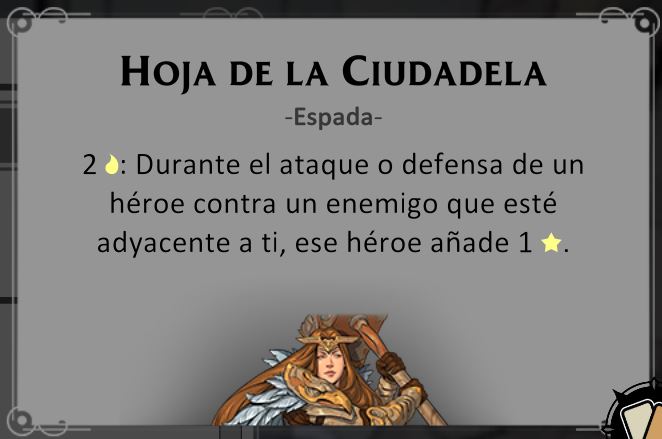 Hoja de la Ciudadela
-Espada-
2 : Durante el ataque o defensa de un
héroe contra un enemigo que esté
adyacente a ti, ese héroe añade 1 .